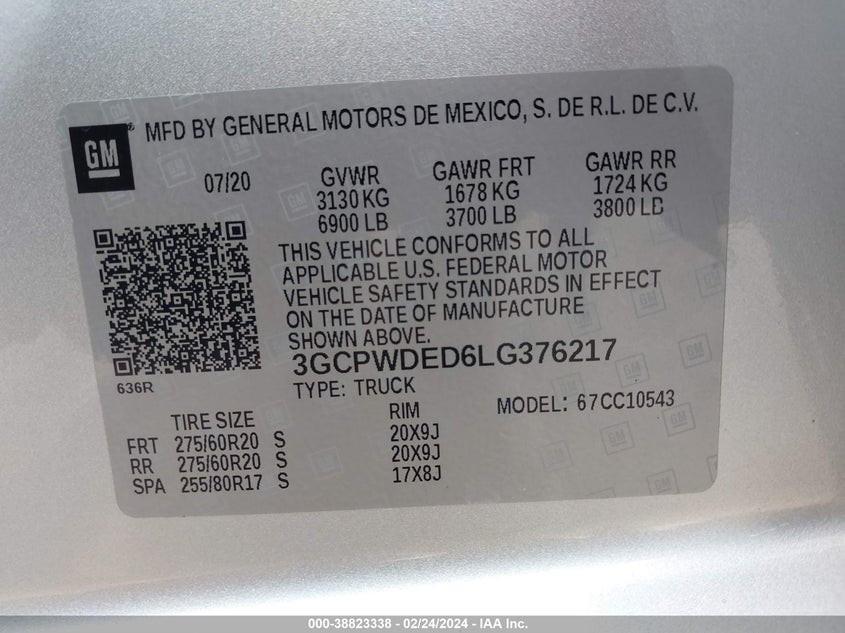 GM
® MFD BY GENERAL MOTORS DE MEXICO, S. DE R.L. DE C.V.
07/20 GVWR GAWR FRT GAWR RR
3130 KG 1678 KG 1724 KG
6900 LB 3700 LB 3800 LB
THIS VEHICLE CONFORMS TO ALL
APPLICABLE U.S. FEDERAL MOTOR
VEHICLE SAFETY STANDARDS IN EFFECT
ON THE DATE OF MANUFACTURE
SHOWN ABOVE.
3GCPWDED6LG376217
636R
TYPE: TRUCK MODEL: 67CC10543
TIRE SIZE RIM
FRT 275/60R20 S 20X9J
RR 275/60R20 S 20X9J
SPA 255/80R17 S 17X8J
000-38823338 - 02/24/2024 - IAA Inc.